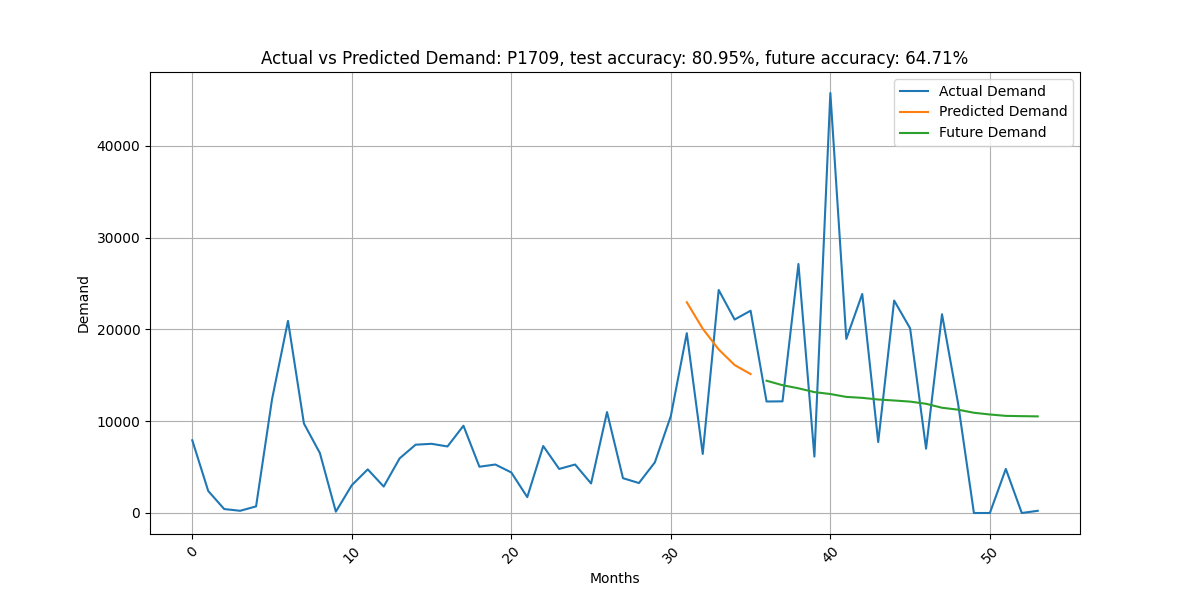 Actual vs Predicted Demand: P1709, test accuracy: 80.95%, future accuracy: 64.71%
Actual Demand
Predicted Demand
Future Demand
40000
30000
20000
10000
0
Demand
0
10
20
30
40
50
Months